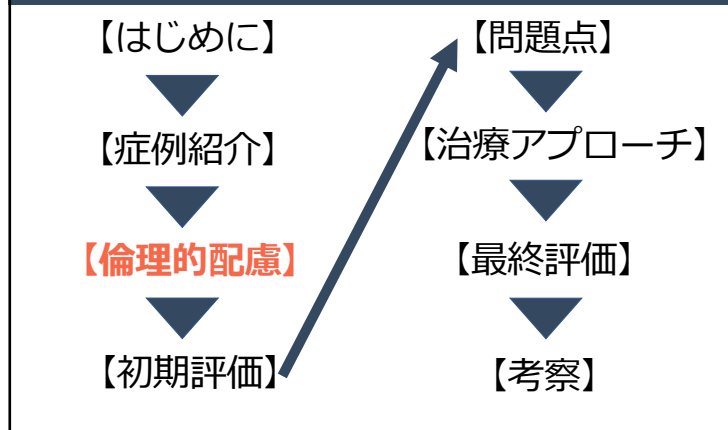 【はじめに】
【症例紹介】
【倫理的配慮】
【初期評価】
【問題点】
【治療アプローチ】
【最終評価】
【考察】